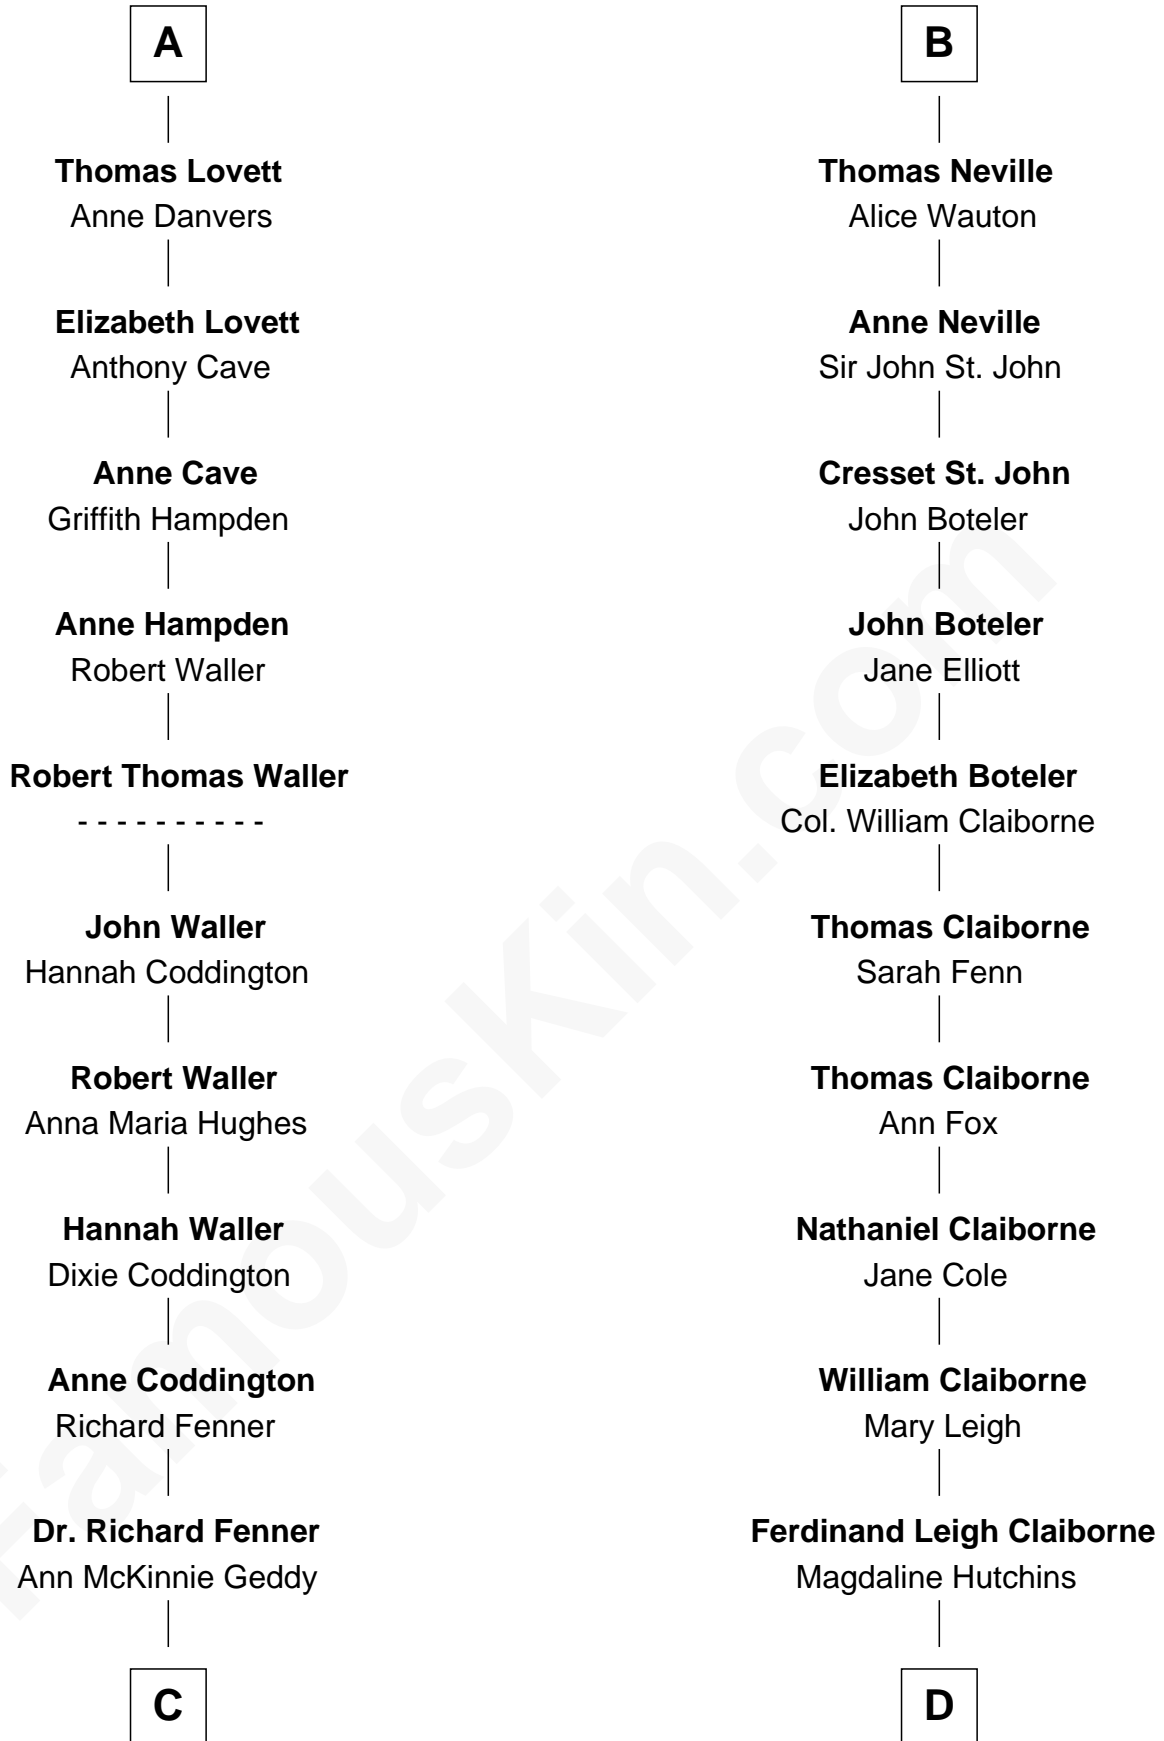 A
Thomas Lovett
Anne Danvers
Elizabeth Lovett
Anthony Cave
Anne Cave
Griffith Hampden
Anne Hampden
Robert Waller
Robert Thomas Waller
- - - - - - - - - -
John Waller
Hannah Coddington
Robert Waller
Anna Maria Hughes
Hannah Waller
Dixie Coddington
Anne Coddington
Richard Fenner
Dr. Richard Fenner
Ann McKinnie Geddy
C
B
Thomas Neville
Alice Wauton
Anne Neville
Sir John St. John
Cresset St. John
John Boteler
John Boteler
Jane Elliott
Elizabeth Boteler
Col. William Claiborne
Thomas Claiborne
Sarah Fenn
Thomas Claiborne
Ann Fox
Nathaniel Claiborne
Jane Cole
William Claiborne
Mary Leigh
Ferdinand Leigh Claiborne
Magdaline Hutchins
D
FamousKin.com